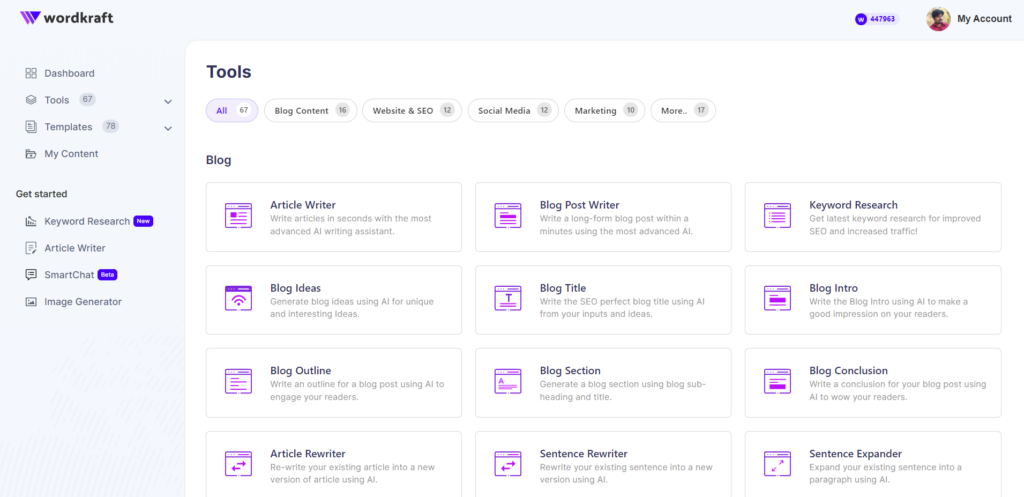 wordkraft
w 447963
My Account
Dashboard
Tools 67
Templates 78
My Content
Get started
Keyword Research New
Article Writer
SmartChat Beta
Image Generator
Tools
All 67
Blog Content 16
Website & SEO 12
Social Media 12
Marketing 10
More.. 17
Blog
Article Writer
Write articles in seconds with the most
advanced AI writing assistant.
Blog Post Writer
Write a long-form blog post within a
minutes using the most advanced AI.
Keyword Research
Get latest keyword research for improved
SEO and increased traffic!
Blog Ideas
Generate blog ideas using AI for unique
and interesting Ideas.
Blog Title
Write the SEO perfect blog title using AI
from your inputs and ideas.
Blog Intro
Write the Blog Intro using AI to make a
good impression on your readers.
Blog Outline
Write an outline for a blog post using AI to
engage your readers.
Blog Section
Generate a blog section using blog sub-
heading and title.
Blog Conclusion
Write a conclusion for your blog post using
AI to wow your readers.
Article Rewriter
Re-write your existing article into a new
version of article using AI.
Sentence Rewriter
Rewrite your existing sentence into a new
version using AI.
Sentence Expander
Expand your existing sentence into a
paragraph using AI.